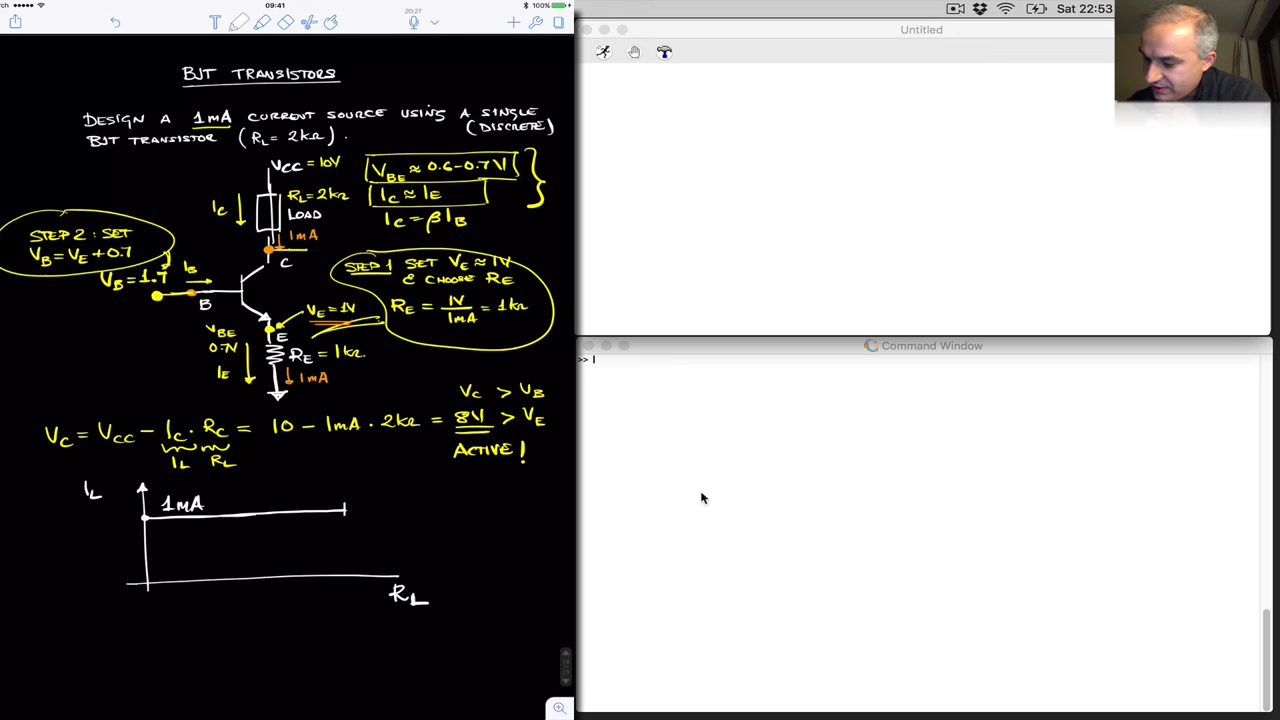 09:41
100%
20:27
Sat 22:53
Untitled
BJT TRANSISTORS
DESIGN A 1mA CURRENT SOURCE USING A SINGLE
(DISCRETE)
BJT TRANSISTOR (RL = 2kΩ).
VCC = 10V
VBE ≈ 0.6-0.7V
RL = 2kΩ
LOAD
IC
IC ≈ IE
IC = β IB
1mA
STEP 2: SET
VB = VE + 0.7
C
STEP 1 SET VE ≈ 1V
& CHOOSE RE
RE = 1V / 1mA = 1kΩ
VB = 1.7
IB
B
VE = 1V
VBE
0.7V
E
RE = 1kΩ
IE
1mA
VC > VB
VC = VCC - IC · RC = 10 - 1mA · 2kΩ = 8V > VE
IL RL
ACTIVE!
IL
1mA
RL
Command Window
>>